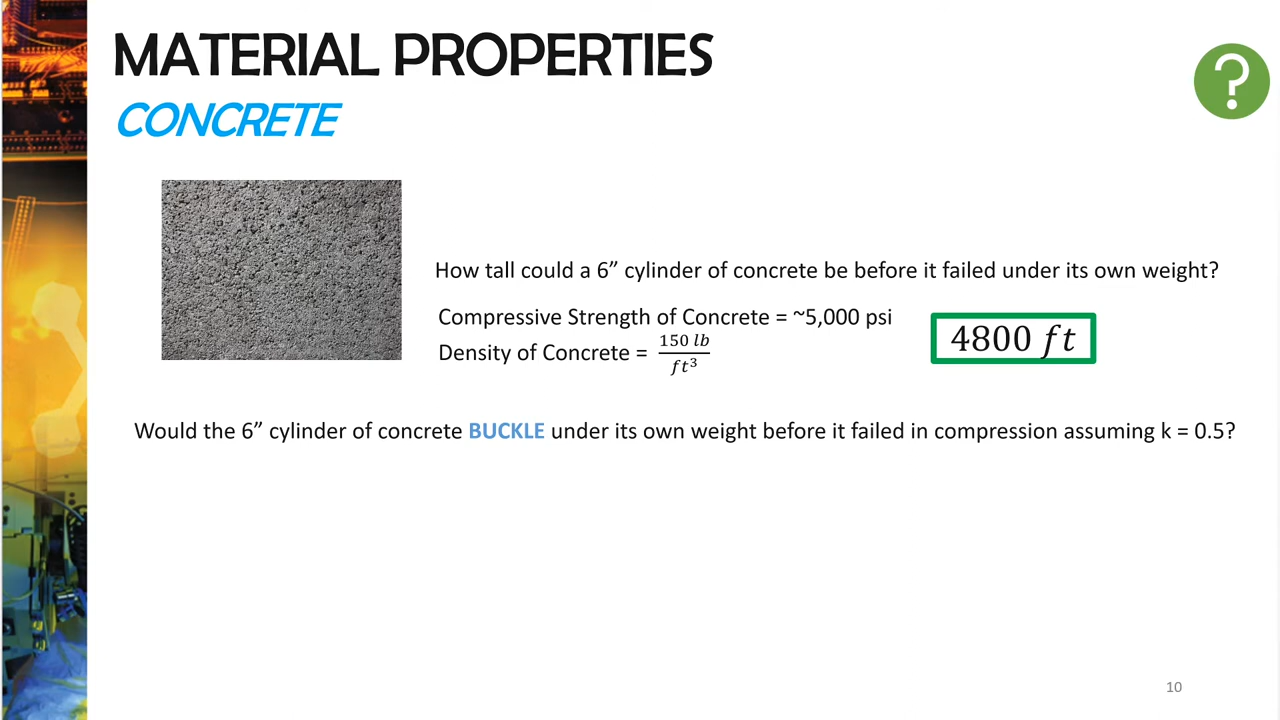 MATERIAL PROPERTIES
CONCRETE
?
How tall could a 6” cylinder of concrete be before it failed under its own weight?
Compressive Strength of Concrete = ~5,000 psi
Density of Concrete = 150 lb / ft³
4800 ft
Would the 6” cylinder of concrete BUCKLE under its own weight before it failed in compression assuming k = 0.5?
10